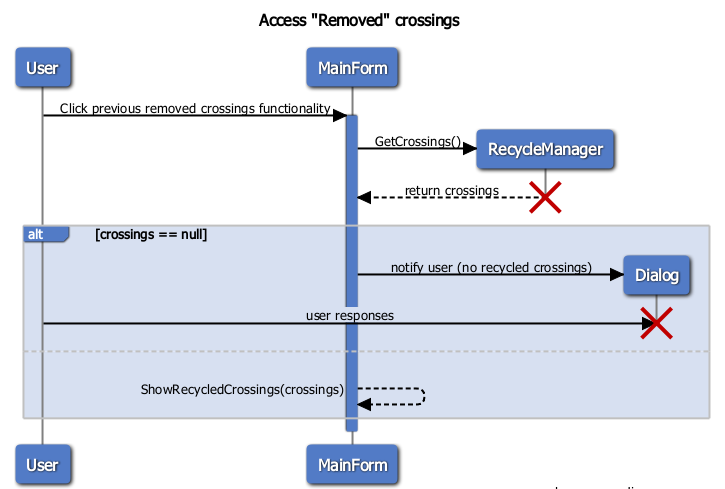 Access "Removed" crossings
User
MainForm
Click previous removed crossings functionality
GetCrossings()
RecycleManager
return crossings
alt
[crossings == null]
notify user (no recycled crossings)
Dialog
user responses
ShowRecycledCrossings(crossings)
User
MainForm